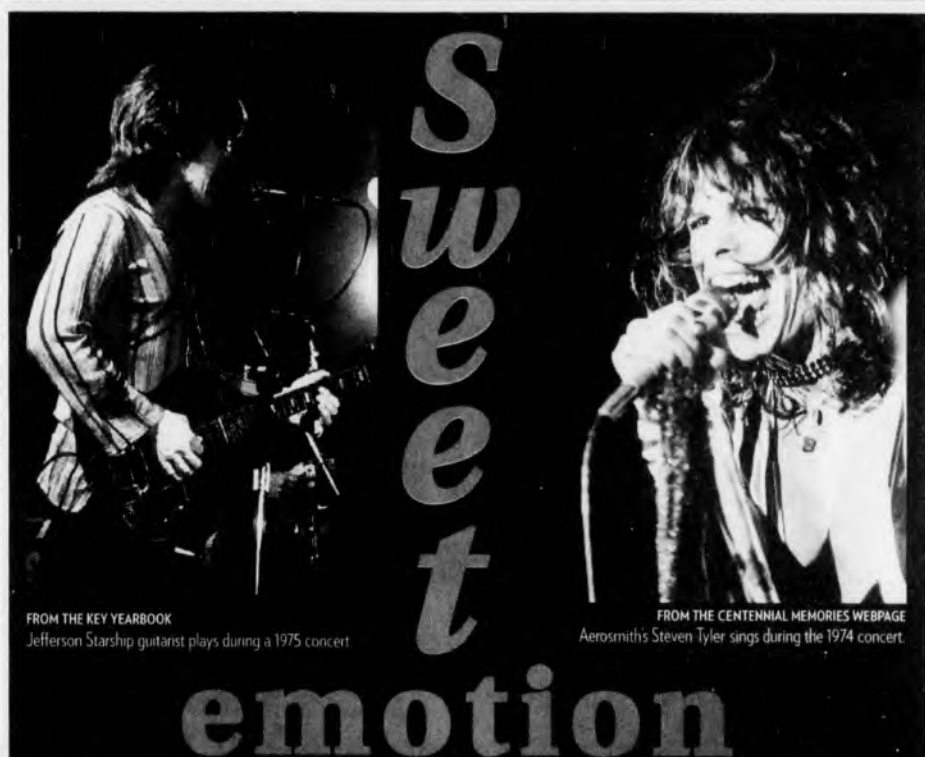 Sweet
emotion
FROM THE KEY YEARBOOK
Jefferson Starship guitarist plays during a 1975 concert.
FROM THE CENTENNIAL MEMORIES WEBPAGE
Aerosmith's Steven Tyler sings during the 1974 concert.